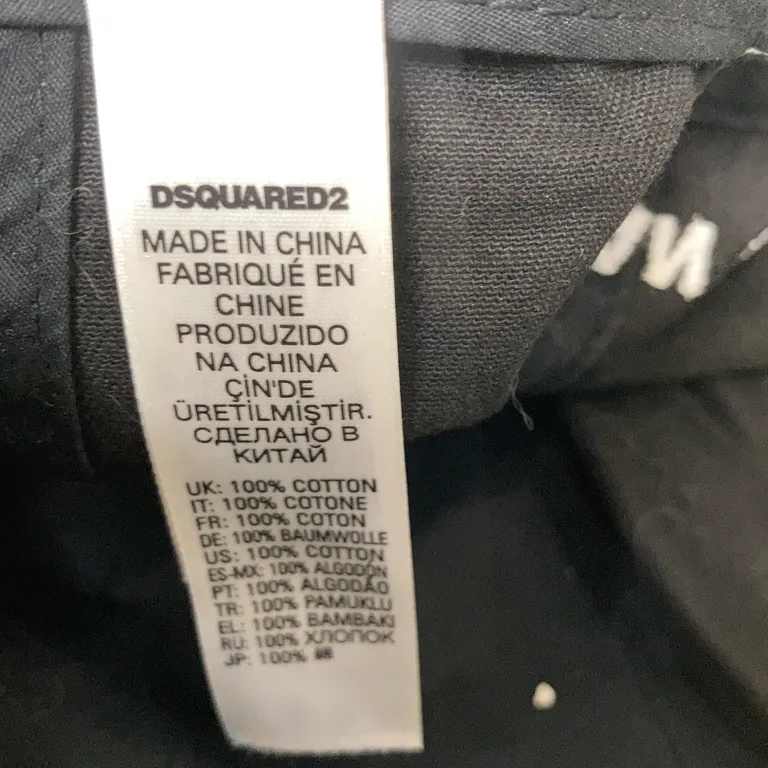 DSQUARED2
MADE IN CHINA
FABRIQUÉ EN
CHINE
PRODUZIDO
NA CHINA
ÇİN'DE
ÜRETİLMİŞTİR.
СДЕЛАНО В
КИТАЙ
UK: 100% COTTON
IT: 100% COTONE
FR: 100% COTON
DE: 100% BAUMWOLLE
US: 100% COTTON
ES-MX: 100% ALGODÓN
PT: 100% ALGODÃO
TR: 100% PAMUKLU
EL: 100% BAMBAKI
RU: 100% ХЛОПОК
JP: 100%